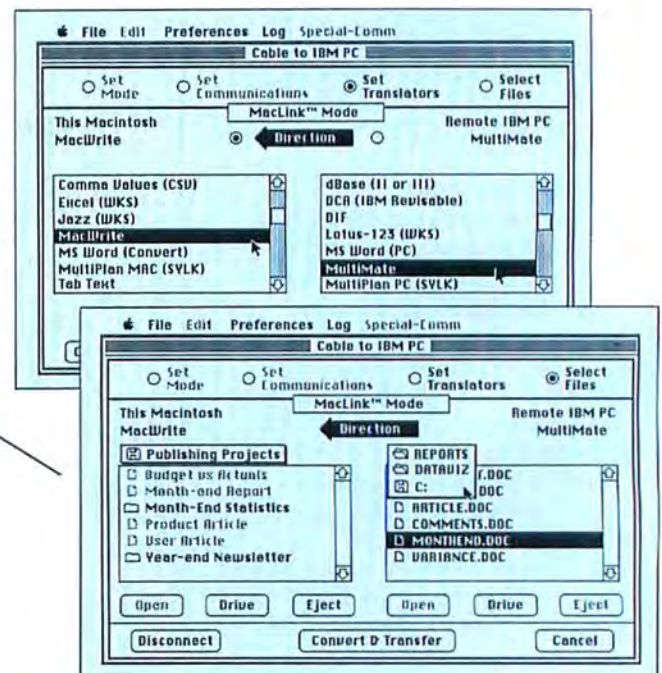 File Edit Preferences Log Special-Comm
Cable to IBM PC
Set Mode
Set Communications
Set Translators
Select Files
MacLink™ Mode
This Macintosh
MacWrite
Direction
Remote IBM PC
MultiMate
Comma Values (CSV)
Excel (WKS)
Jazz (WKS)
MacWrite
MS Word (Convert)
MultiPlan MAC (SYLK)
Tab Text
dBase (II or III)
DCA (IBM Revisable)
DIF
Lotus-123 (WKS)
MS Word (PC)
MultiMate
MultiPlan PC (SYLK)
File Edit Preferences Log Special-Comm
Cable to IBM PC
Set Mode
Set Communications
Set Translators
Select Files
MacLink™ Mode
This Macintosh
MacWrite
Direction
Remote IBM PC
MultiMate
Publishing Projects
Budget vs Actuals
Month-end Report
Month-End Statistics
Product Article
User Article
Year-end Newsletter
REPORTS
DATAVIZ
C:
.DOC
ARTICLE.DOC
COMMENTS.DOC
MONTHEND.DOC
VARIANCE.DOC
Open Drive Eject
Open Drive Eject
Disconnect
Convert & Transfer
Cancel